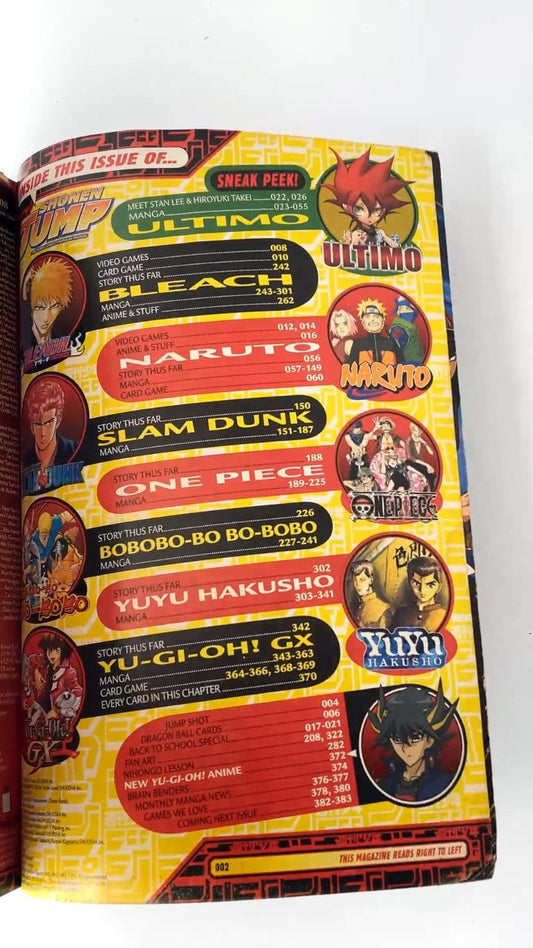 INSIDE THIS ISSUE OF...
SHONEN
JUMP
SNEAK PEEK!
MEET STAN LEE & HIROYUKI TAKEI.......022, 026
MANGA.......023-055
ULTIMO
ULTIMO
VIDEO GAMES.......008
CARD GAME.......010
STORY THUS FAR.......242
BLEACH
MANGA.......243-301
ANIME & STUFF.......262
BLEACH
VIDEO GAMES.......012, 014
ANIME & STUFF.......016
NARUTO
STORY THUS FAR.......056
MANGA.......057-149
CARD GAME.......060
NARUTO
STORY THUS FAR.......150
SLAM DUNK
MANGA.......151-187
STORY THUS FAR.......188
ONE PIECE
MANGA.......189-225
ONE PIECE
STORY THUS FAR.......226
BOBOBO-BO BO-BOBO
MANGA.......227-241
STORY THUS FAR.......302
YUYU HAKUSHO
MANGA.......303-341
YUYU
HAKUSHO
STORY THUS FAR.......342
YU-GI-OH! GX
MANGA.......343-363
CARD GAME.......364-366, 368-369
EVERY CARD IN THIS CHAPTER.......370
GX
JUMP SHOT.......004
DRAGON BALL CARDS.......006
BACK TO SCHOOL SPECIAL.......017-021
FAN ART.......208, 322
NIHONGO LESSON.......282
NEW YU-GI-OH! ANIME.......372
BRAIN BENDERS.......374
MONTHLY MANGA NEWS.......376-377
GAMES WE LOVE.......378, 380
COMING NEXT ISSUE.......382-383
002
THIS MAGAZINE READS RIGHT TO LEFT